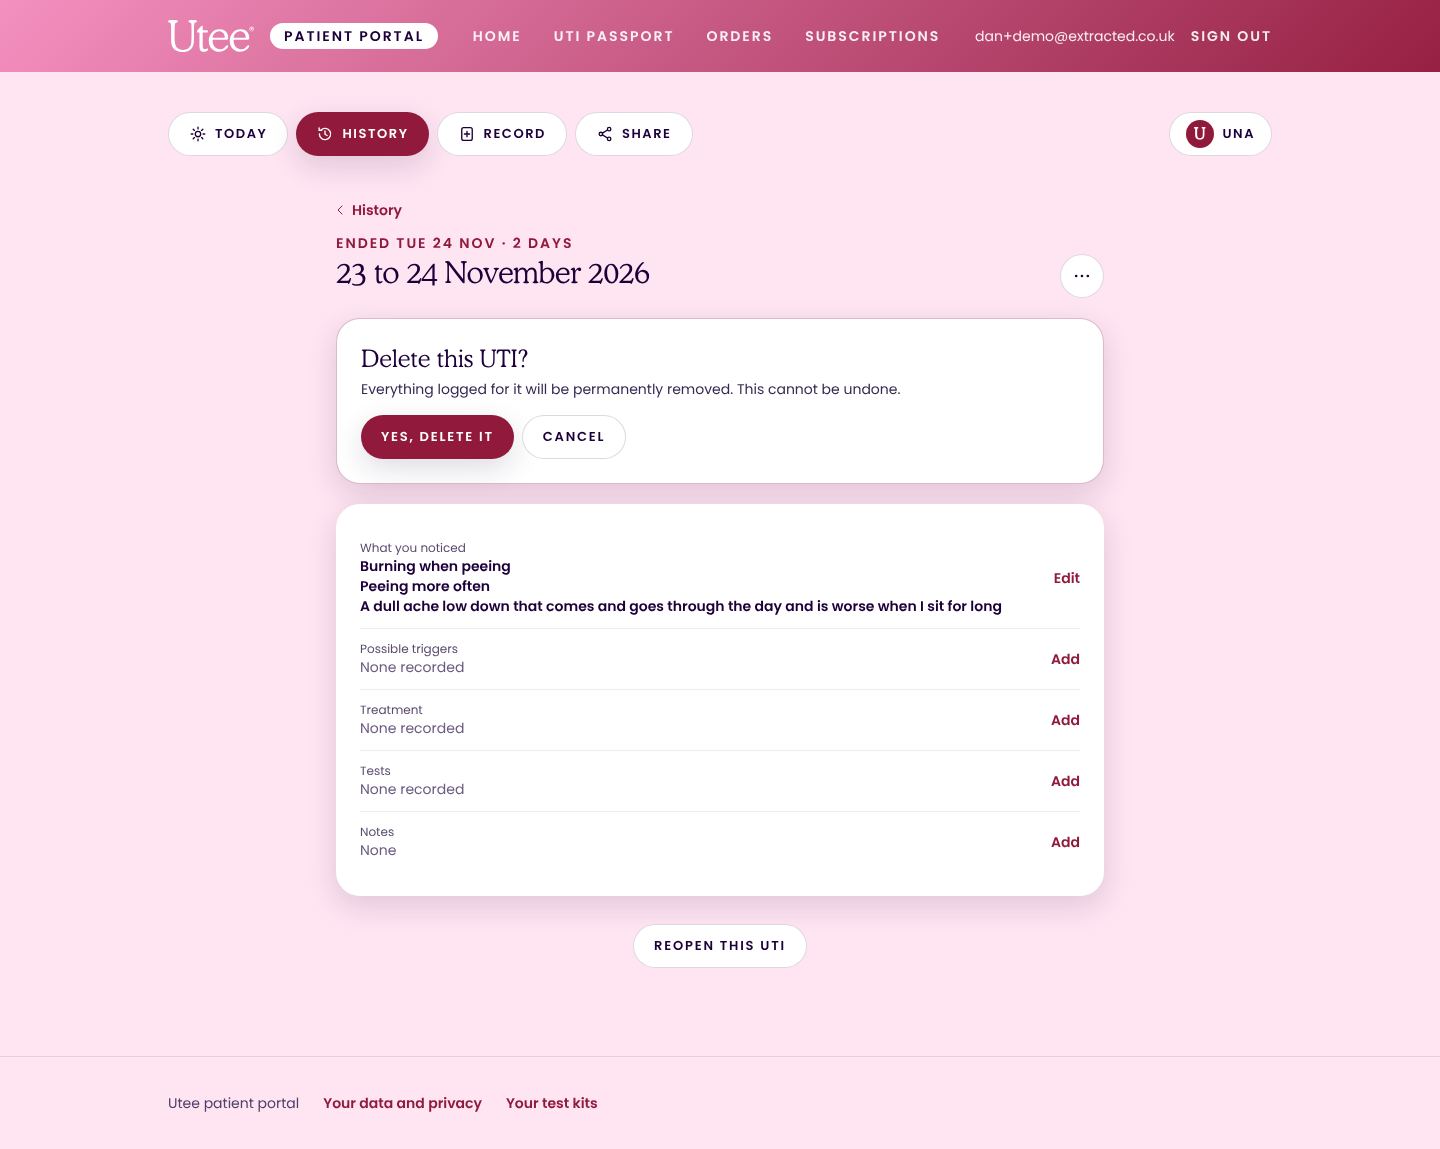 Utee®
PATIENT PORTAL
HOME
UTI PASSPORT
ORDERS
SUBSCRIPTIONS
dan+demo@extracted.co.uk
SIGN OUT
TODAY
HISTORY
RECORD
SHARE
U
UNA
History
ENDED TUE 24 NOV · 2 DAYS
23 to 24 November 2026
Delete this UTI?
Everything logged for it will be permanently removed. This cannot be undone.
YES, DELETE IT
CANCEL
What you noticed
Burning when peeing
Peeing more often
A dull ache low down that comes and goes through the day and is worse when I sit for long
Edit
Possible triggers
None recorded
Add
Treatment
None recorded
Add
Tests
None recorded
Add
Notes
None
Add
REOPEN THIS UTI
Utee patient portal
Your data and privacy
Your test kits